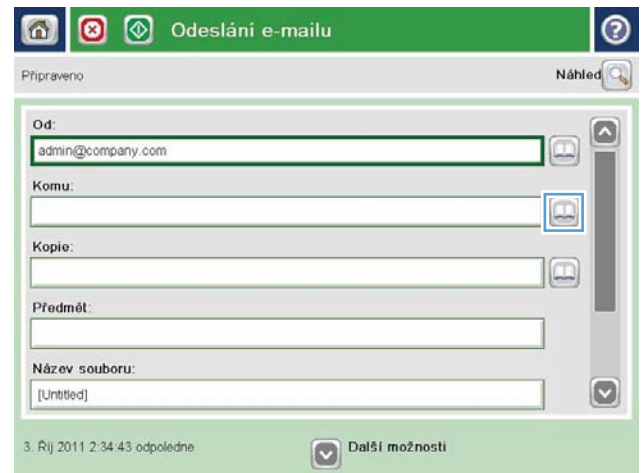 Odeslání e-mailu
Připraveno
Náhled
Od:
admin@company.com
Komu:
Kopie:
Předmět:
Název souboru:
[Untitled]
3. Říj 2011 2:34:43 odpoledne
Další možnosti